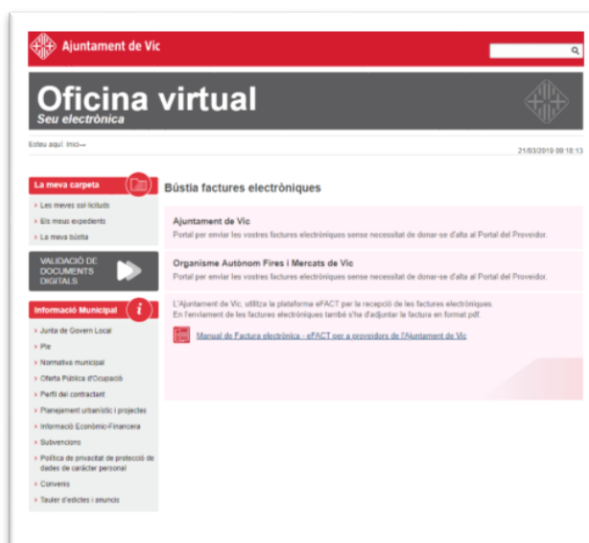 Ajuntament de Vic
Oficina virtual
Seu electrònica
Esteu aquí: Inici
21/03/2019 09:18:13
La meva carpeta
Les meves sol·licituds
Els meus expedients
La meva bústia
VALIDACIÓ DE
DOCUMENTS
DIGITALS
Informació Municipal
Junta de Govern Local
Ple
Normativa municipal
Oferta Pública d'Ocupació
Perfil del contractant
Planejament urbanístic i projectes
Informació Econòmic-Financera
Subvencions
Política de privacitat de protecció de
dades de caràcter personal
Convenis
Tauler d'edictes i anuncis
Bústia factures electròniques
Ajuntament de Vic
Portal per enviar les vostres factures electròniques sense necessitat de donar-se d'alta al Portal del Proveïdor.
Organisme Autònom Fires i Mercats de Vic
Portal per enviar les vostres factures electròniques sense necessitat de donar-se d'alta al Portal del Proveïdor.
L'Ajuntament de Vic, utilitza la plataforma eFACT per la recepció de les factures electròniques.
En l'enviament de les factures electròniques també s'ha d'adjuntar la factura en format pdf.
Manual de Factura electrònica - eFACT per a proveïdors de l'Ajuntament de Vic